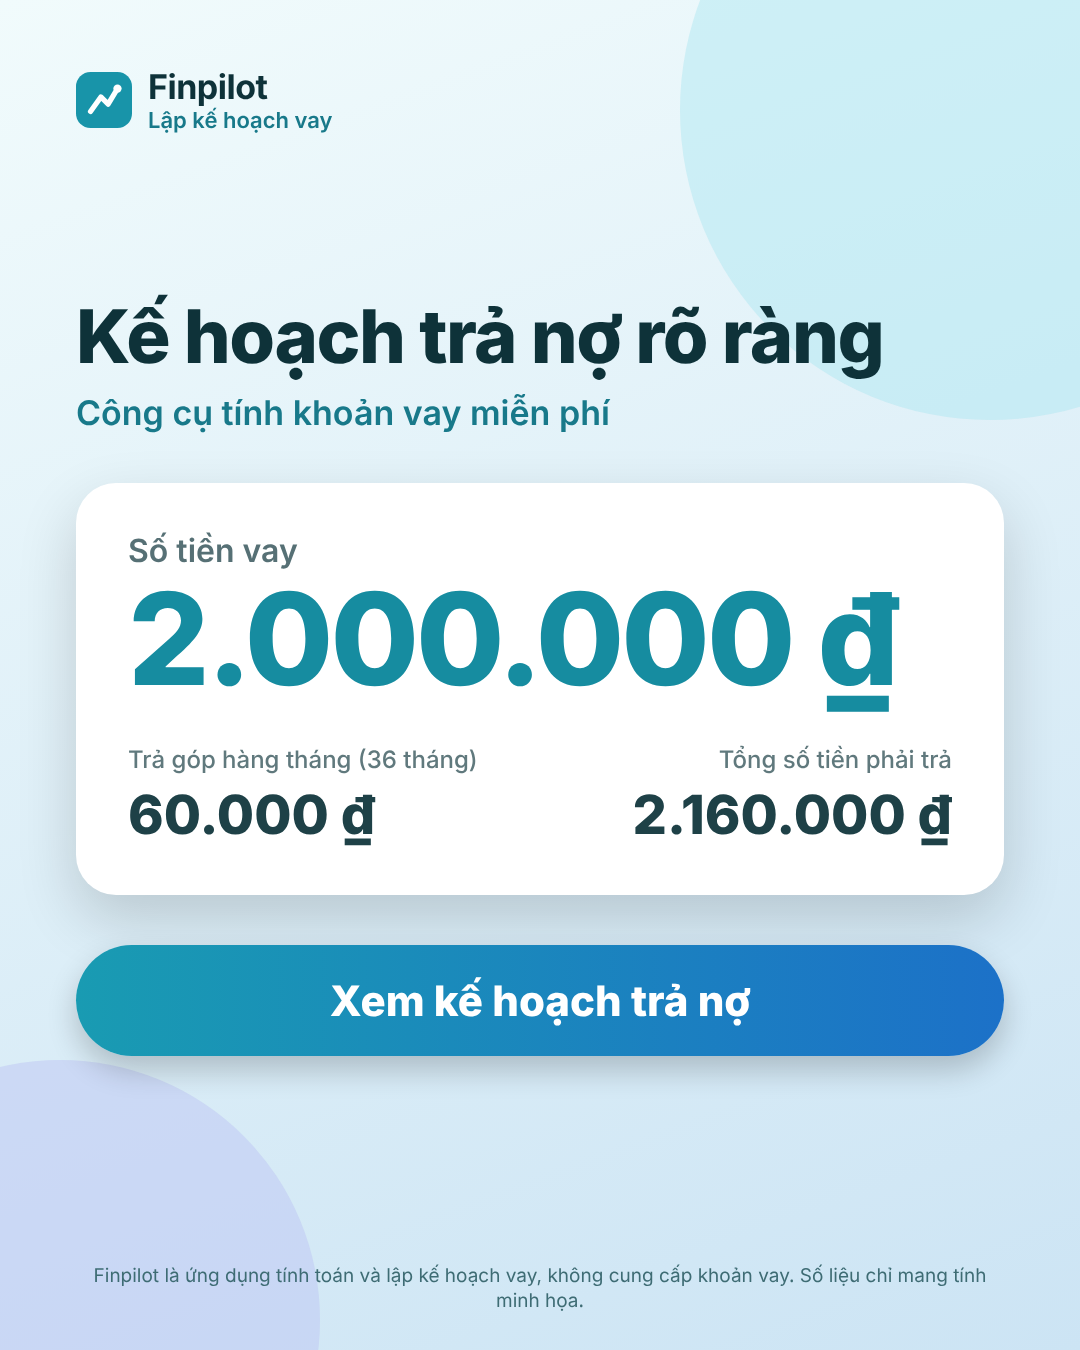 Finpilot
Lập kế hoạch vay
Kế hoạch trả nợ rõ ràng
Công cụ tính khoản vay miễn phí
Số tiền vay
2.000.000 ₫
Trả góp hàng tháng (36 tháng)
60.000 ₫
Tổng số tiền phải trả
2.160.000 ₫
Xem kế hoạch trả nợ
Finpilot là ứng dụng tính toán và lập kế hoạch vay, không cung cấp khoản vay. Số liệu chỉ mang tính
minh họa.